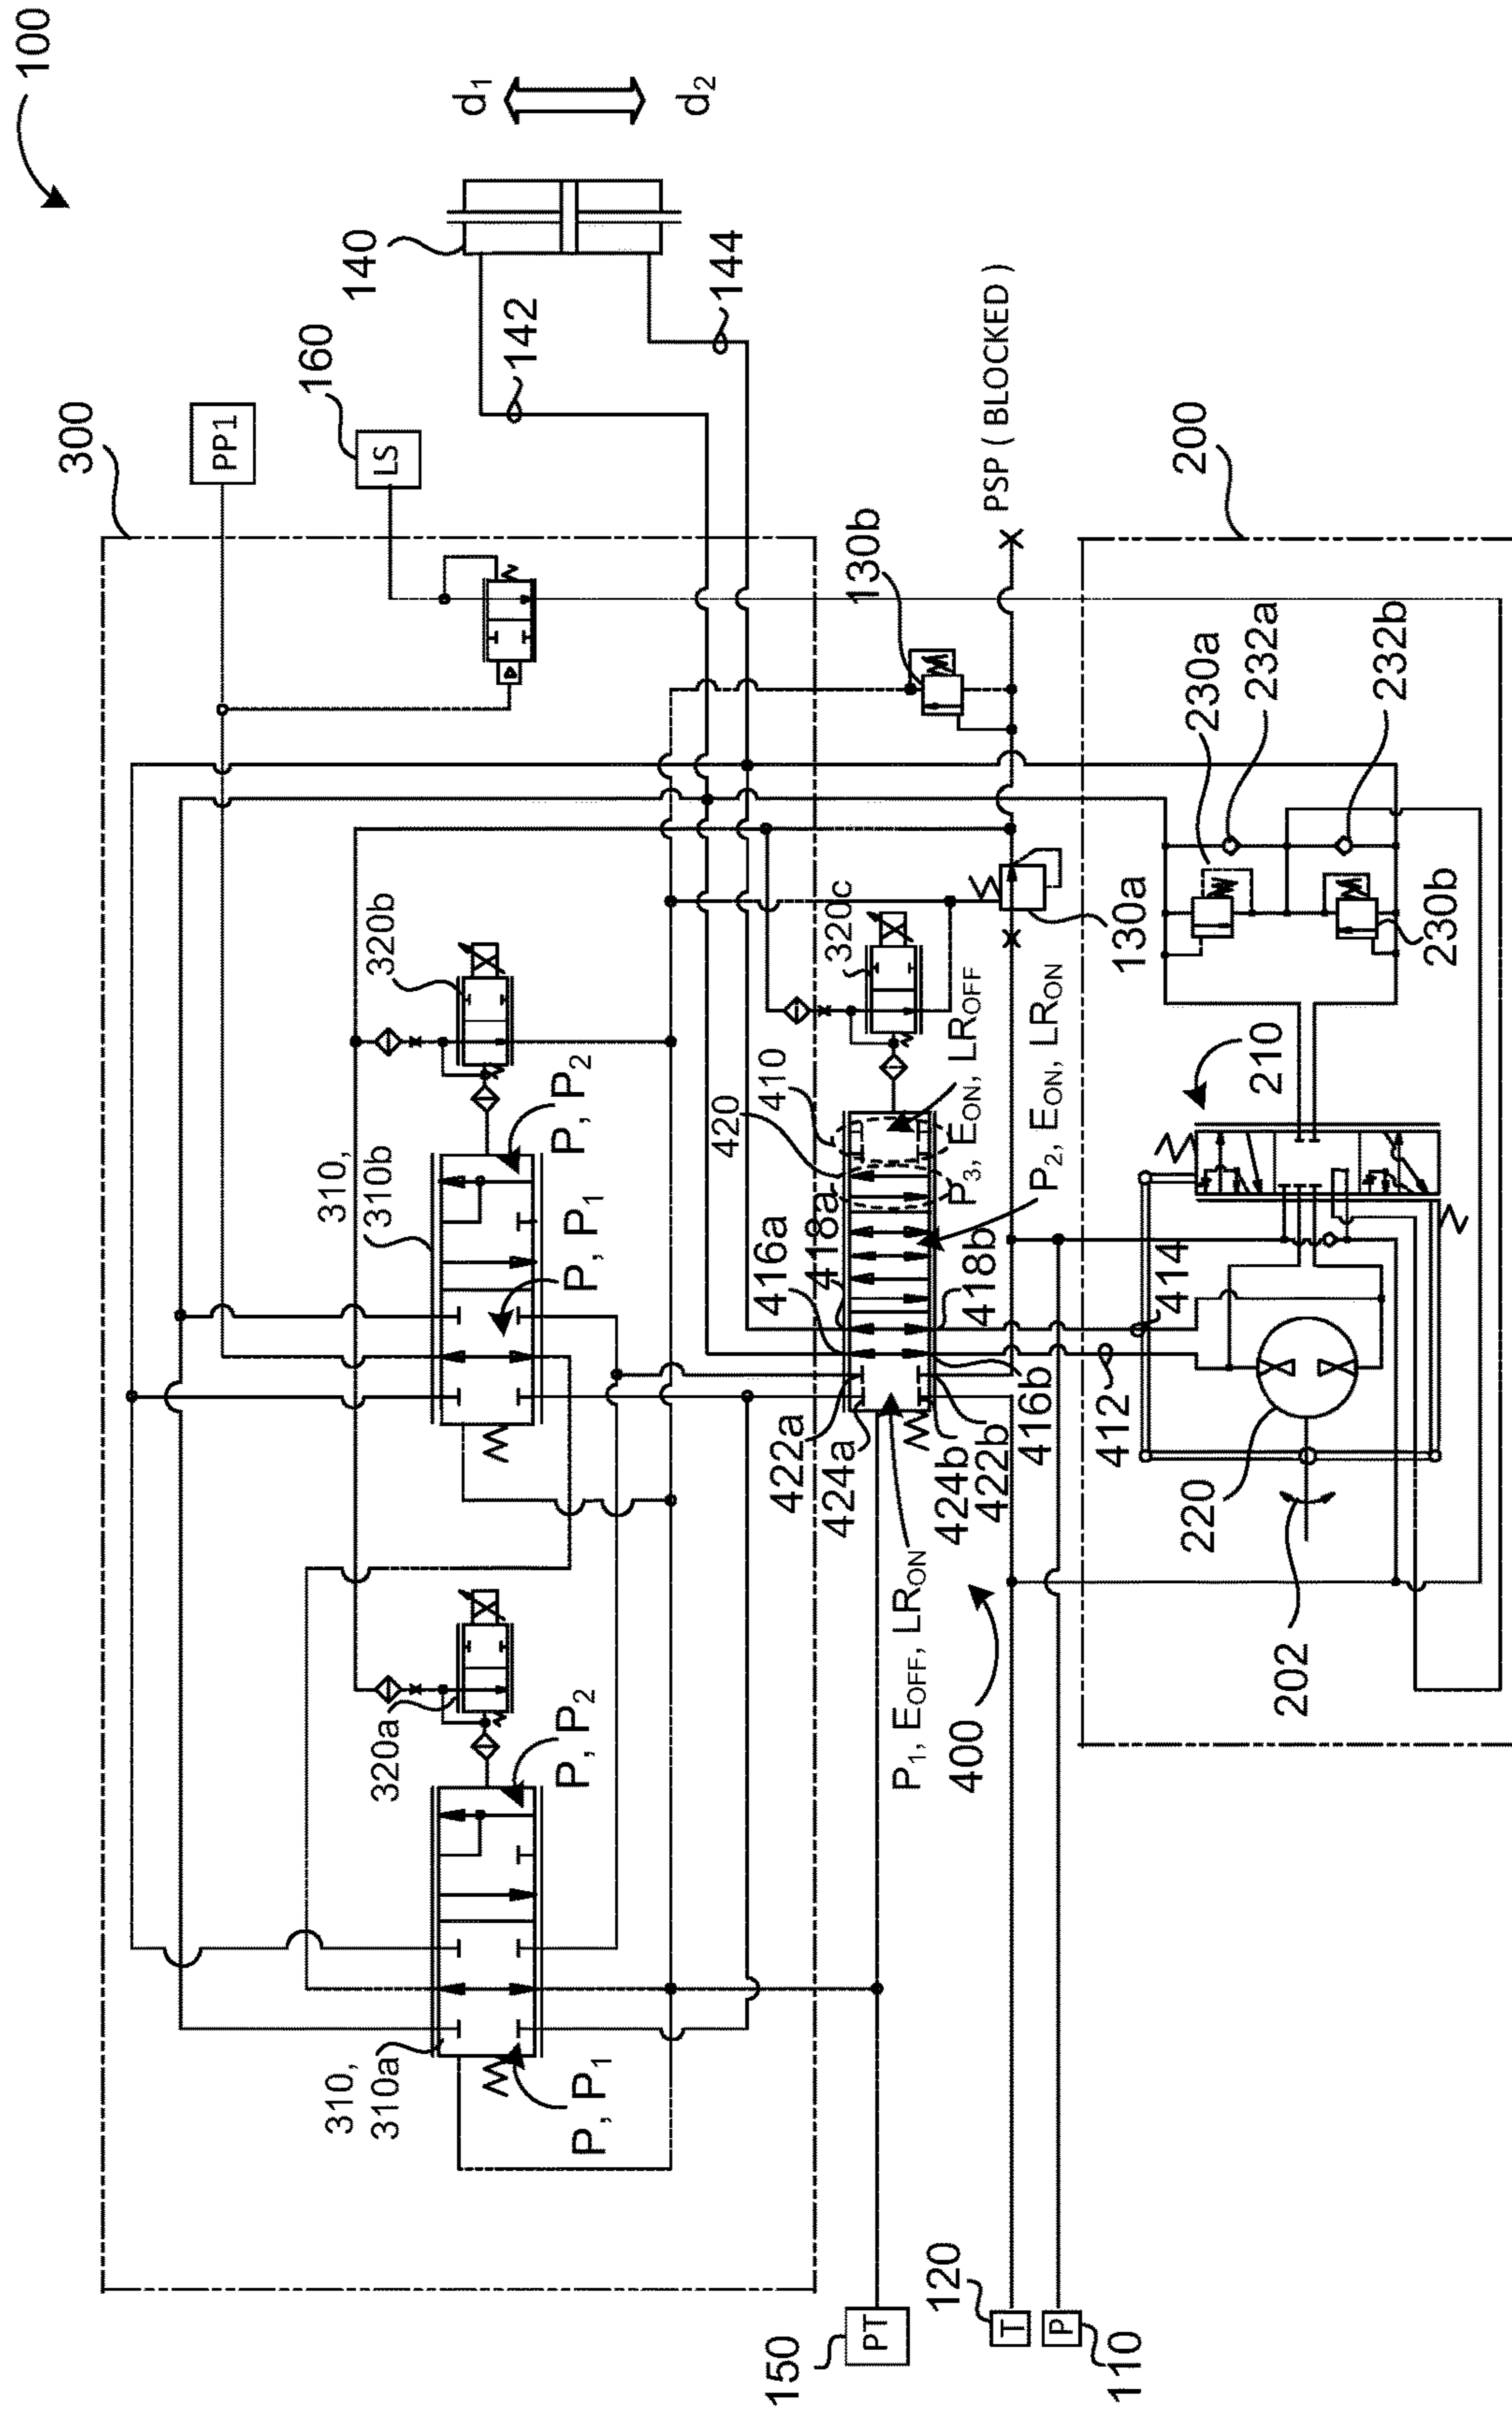 100
300
PP1
310,
310a
310,
310b
320a
320b
160
LS
140
d1
d2
142
144
P, P1
P, P2
P, P1
P, P2
150
PT
422a
424a
416a
418a
420
410
320c
130b
P1, EOFF, LRON
400
424b
422b
416b
418b
P3, EON, LROFF
P2, EON, LRON
PSP ( BLOCKED )
120
T
P
110
412
414
130a
200
220
202
210
230a
232a
232b
230b